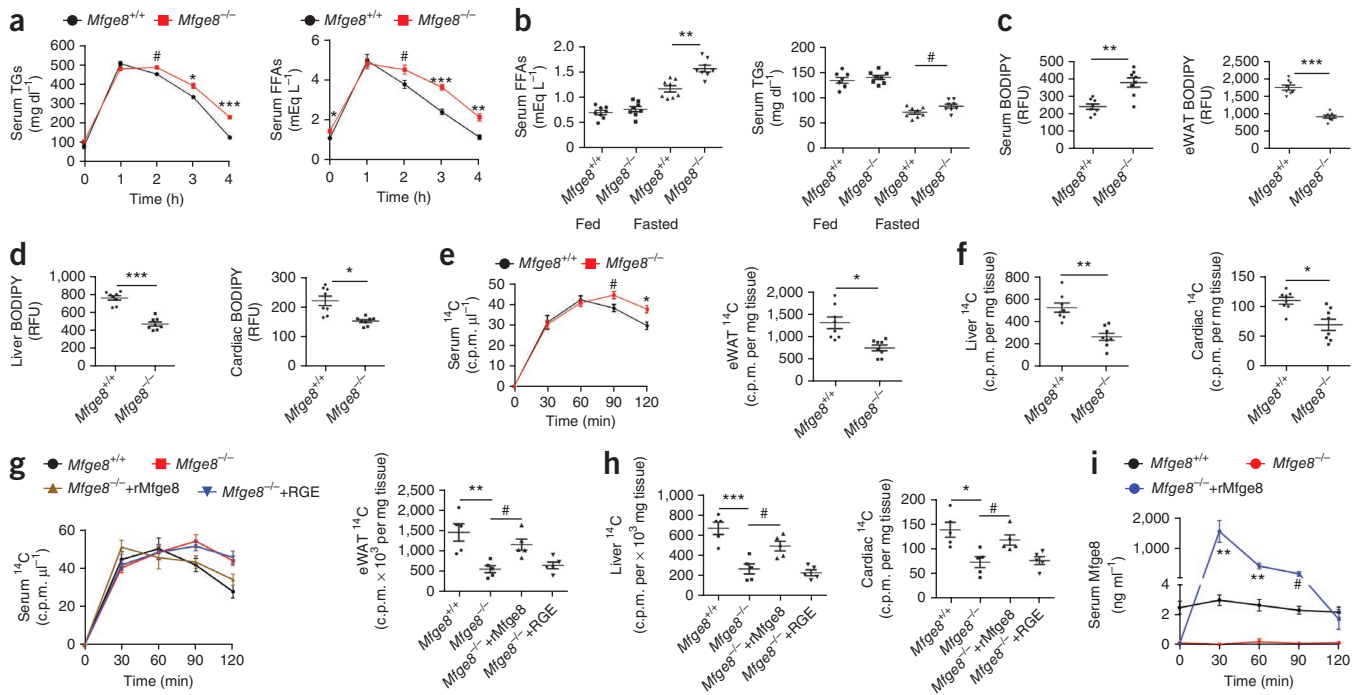 a
Mfge8+/+ Mfge8−/−
Serum TGs
(mg dl−1)
600
500
400
300
200
100
0
#
*
***
0 1 2 3 4
Time (h)
Mfge8+/+ Mfge8−/−
Serum FFAs
(mEq L−1)
6
4
2
0
*
#
***
**
0 1 2 3 4
Time (h)
b
Serum FFAs
(mEq L−1)
2.0
1.5
1.0
0.5
0
**
Mfge8+/+
Mfge8−/−
Mfge8+/+
Mfge8−/−
Fed Fasted
Serum TGs
(mg dl−1)
250
200
150
100
50
0
#
Mfge8+/+
Mfge8−/−
Mfge8+/+
Mfge8−/−
Fed Fasted
c
Serum BODIPY
(RFU)
500
400
300
200
100
0
**
Mfge8+/+
Mfge8−/−
eWAT BODIPY
(RFU)
2,500
2,000
1,500
1,000
500
0
***
Mfge8+/+
Mfge8−/−
d
Liver BODIPY
(RFU)
1,000
800
600
400
200
0
***
Mfge8+/+
Mfge8−/−
Cardiac BODIPY
(RFU)
300
200
100
0
*
Mfge8+/+
Mfge8−/−
e
Mfge8+/+ Mfge8−/−
Serum 14C
(c.p.m. μl−1)
50
40
30
20
10
0
#
*
0 30 60 90 120
Time (min)
eWAT 14C
(c.p.m. per mg tissue)
2,000
1,500
1,000
500
0
*
Mfge8+/+
Mfge8−/−
f
Liver 14C
(c.p.m. per mg tissue)
1,000
800
600
400
200
0
**
Mfge8+/+
Mfge8−/−
Cardiac 14C
(c.p.m. per mg tissue)
150
100
50
0
*
Mfge8+/+
Mfge8−/−
g
Mfge8+/+ Mfge8−/−
Mfge8−/−+rMfge8 Mfge8−/−+RGE
Serum 14C
(c.p.m. μl−1)
60
40
20
0
0 30 60 90 120
Time (min)
eWAT 14C
(c.p.m. × 103 per mg tissue)
2,500
2,000
1,500
1,000
500
0
**
#
Mfge8+/+
Mfge8−/−
Mfge8−/−+rMfge8
Mfge8−/−+RGE
h
Liver 14C
(c.p.m. per × 103 mg tissue)
1,000
800
600
400
200
0
***
#
Mfge8+/+
Mfge8−/−
Mfge8−/−+rMfge8
Mfge8−/−+RGE
Cardiac 14C
(c.p.m. per mg tissue)
200
150
100
50
0
*
#
Mfge8+/+
Mfge8−/−
Mfge8−/−+rMfge8
Mfge8−/−+RGE
i
Mfge8+/+ Mfge8−/−
Mfge8−/−+rMfge8
Serum Mfge8
(ng ml−1)
2,000
4
2
0
**
**
#
0 30 60 90 120
Time (min)